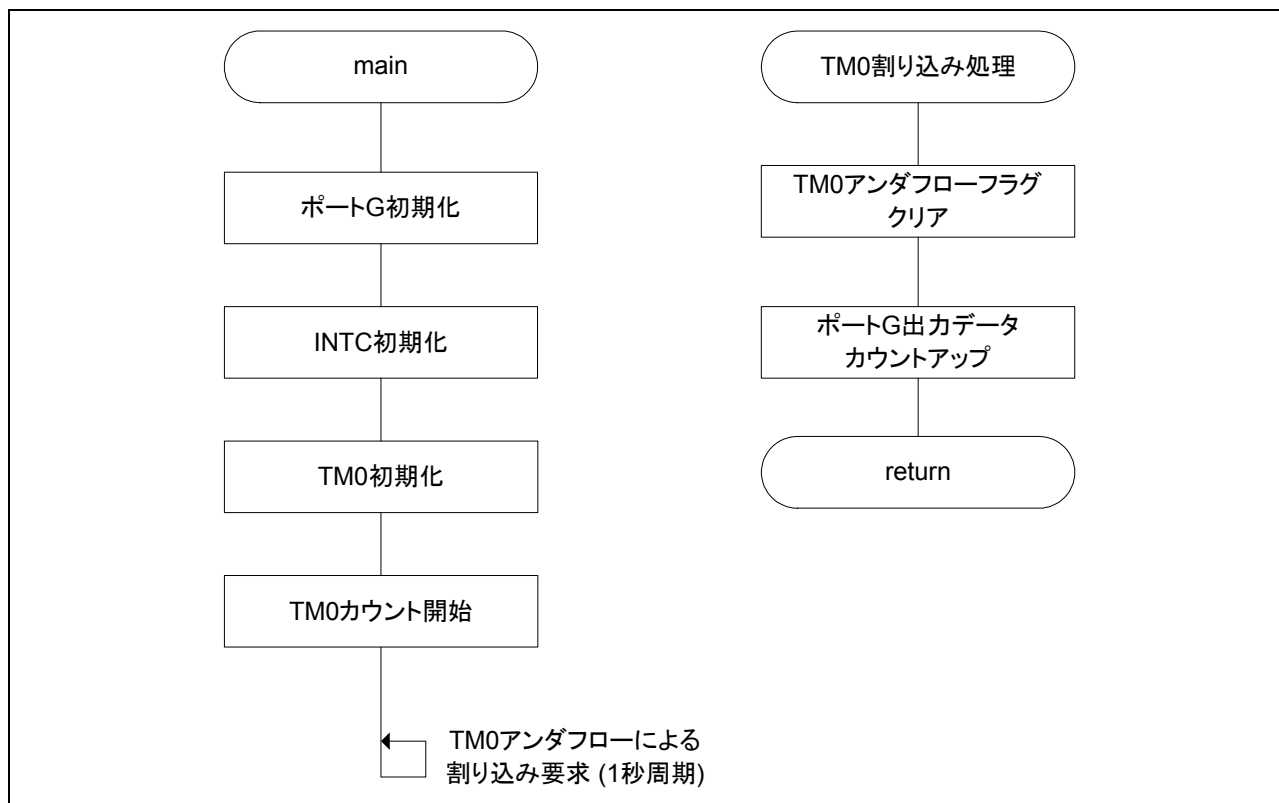 main
ポートG初期化
INTC初期化
TM0初期化
TM0カウント開始
TM0アンダフローによる
割り込み要求 (1秒周期)
TM0割り込み処理
TM0アンダフローフラグ
クリア
ポートG出力データ
カウントアップ
return